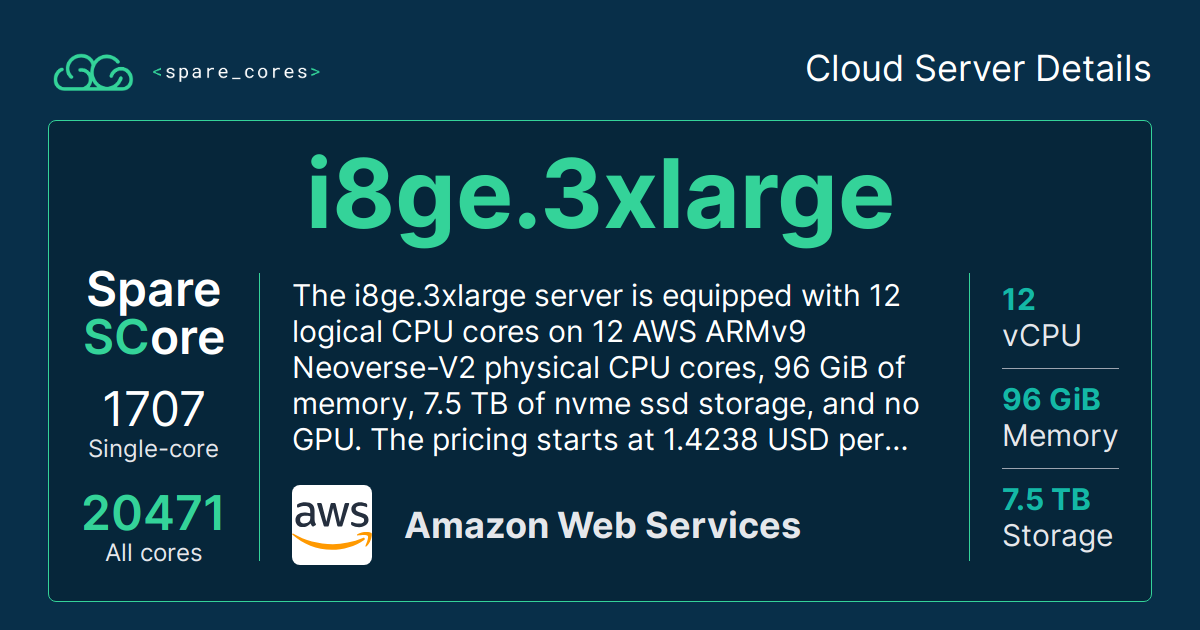 <spare_cores>
Cloud Server Details
i8ge.3xlarge
Spare
SCore
1707
Single-core
20471
All cores
The i8ge.3xlarge server is equipped with 12
logical CPU cores on 12 AWS ARMv9
Neoverse-V2 physical CPU cores, 96 GiB of
memory, 7.5 TB of nvme ssd storage, and no
GPU. The pricing starts at 1.4238 USD per...
aws
Amazon Web Services
12
vCPU
96 GiB
Memory
7.5 TB
Storage